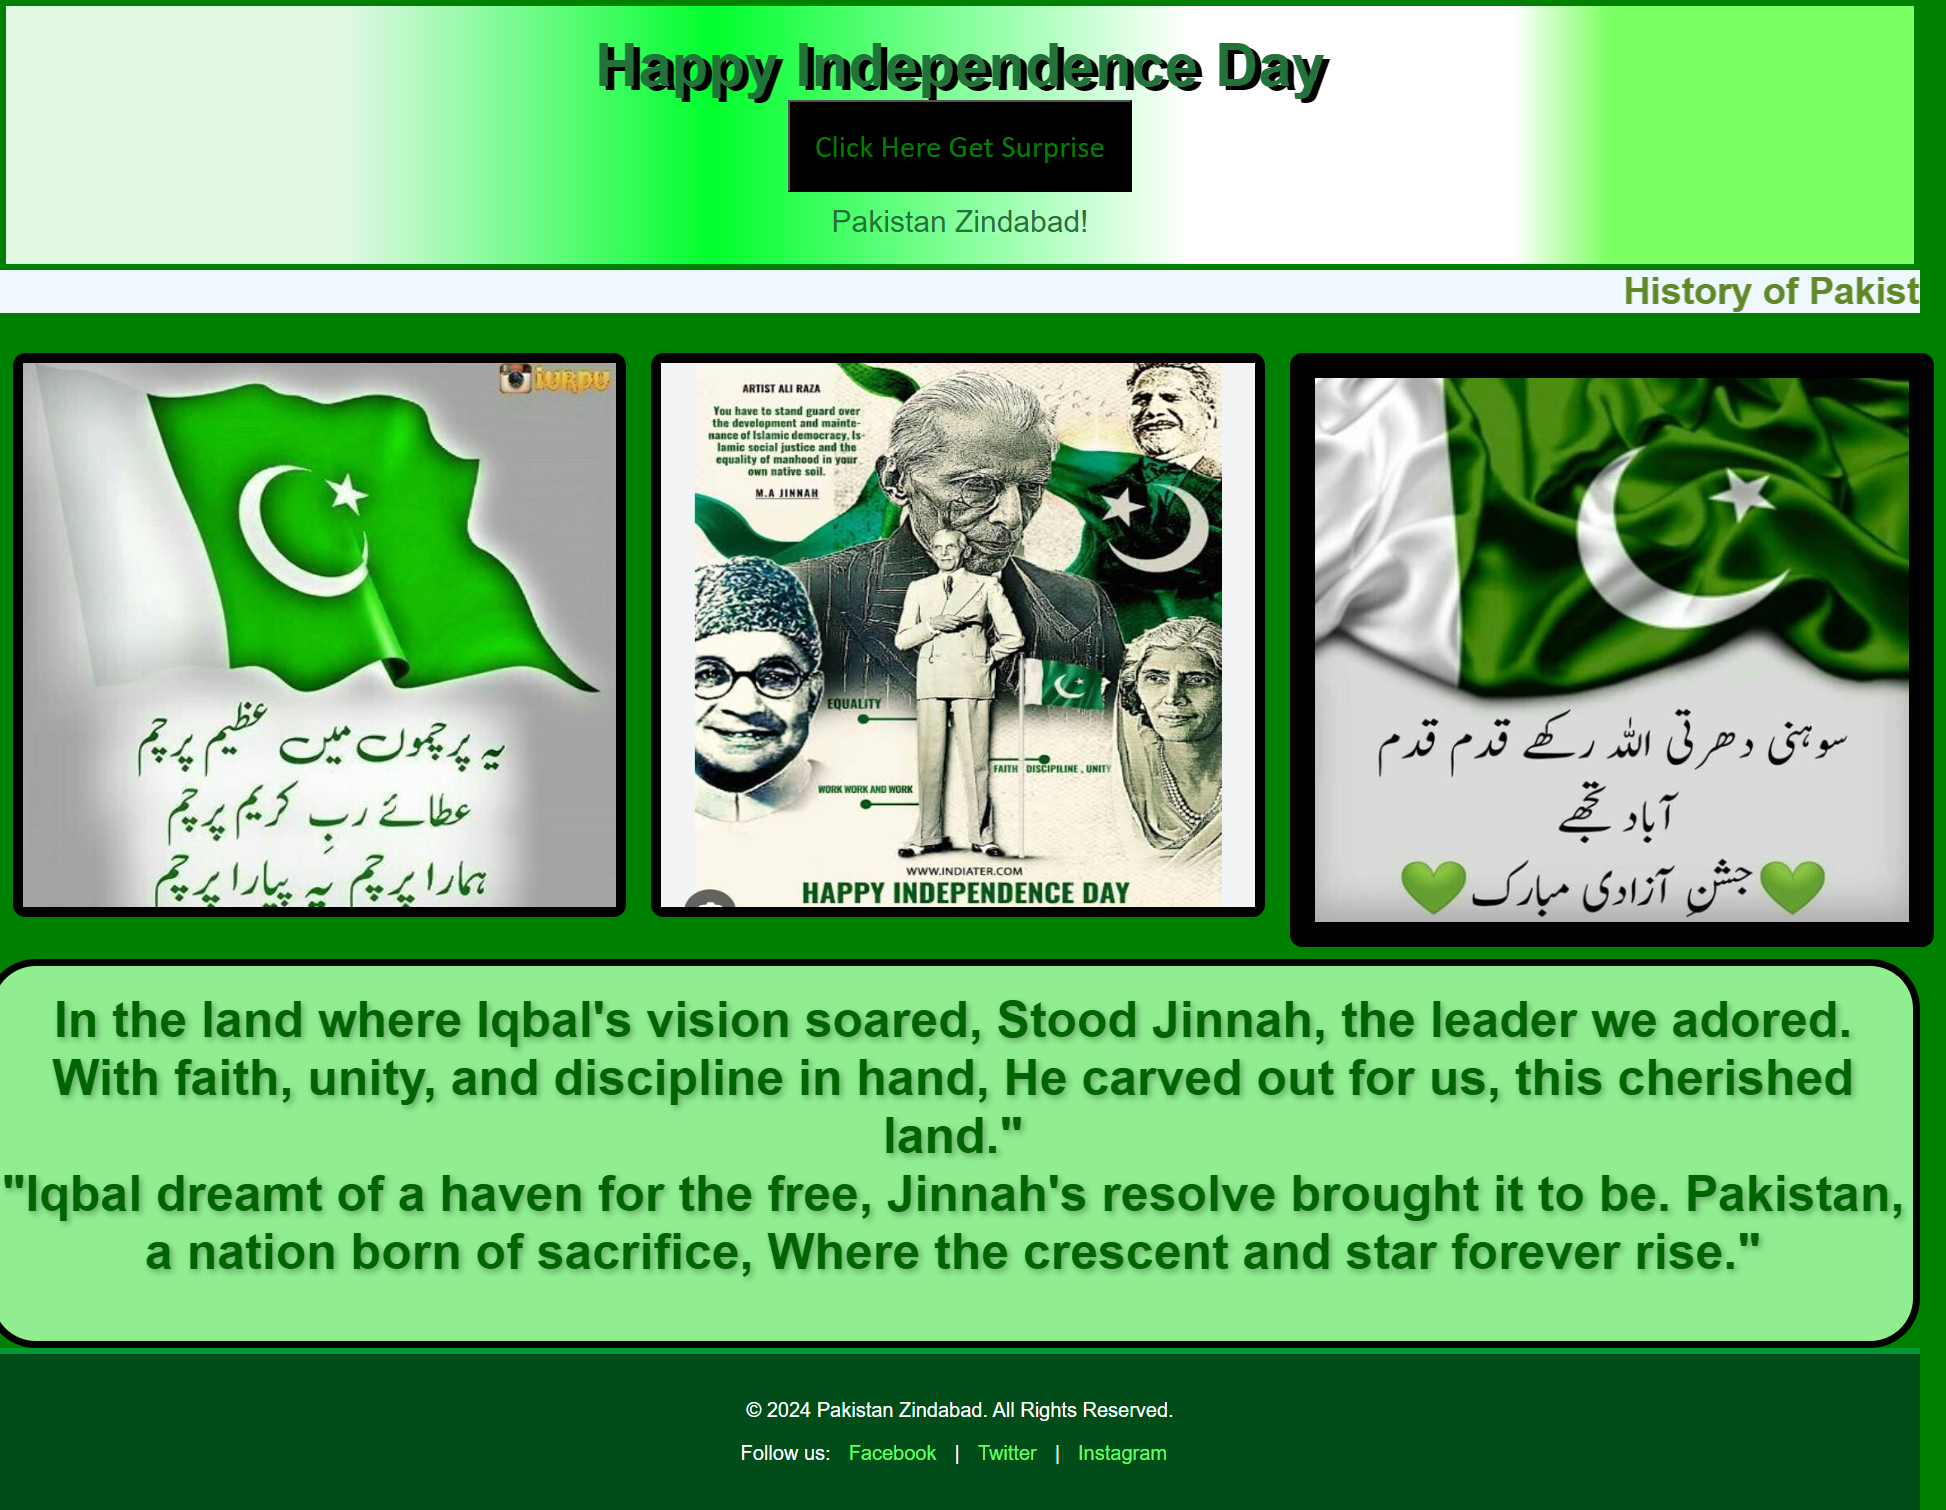 Happy Independence Day
Click Here Get Surprise
Pakistan Zindabad!
History of Pakist
iURDU
یہ پرچموں میں عظیم پرچم
عطائے ربِ کریم پرچم
ہمارا پرچم یہ پیارا پرچم
ARTIST ALI RAZA
You have to stand guard over
the development and mainte-
nance of Islamic democracy, Is-
lamic social justice and the
equality of manhood in your
own native soil.
M.A JINNAH
EQUALITY
FAITH DISCIPILINE , UNITY
WORK WORK AND WORK
WWW.INDIATER.COM
HAPPY INDEPENDENCE DAY
سوہنی دھرتی اللہ رکھے قدم قدم
آباد تجھے
💚جشنِ آزادی مبارک💚
In the land where Iqbal's vision soared, Stood Jinnah, the leader we adored.
With faith, unity, and discipline in hand, He carved out for us, this cherished
land."
"Iqbal dreamt of a haven for the free, Jinnah's resolve brought it to be. Pakistan,
a nation born of sacrifice, Where the crescent and star forever rise."
© 2024 Pakistan Zindabad. All Rights Reserved.
Follow us: Facebook | Twitter | Instagram